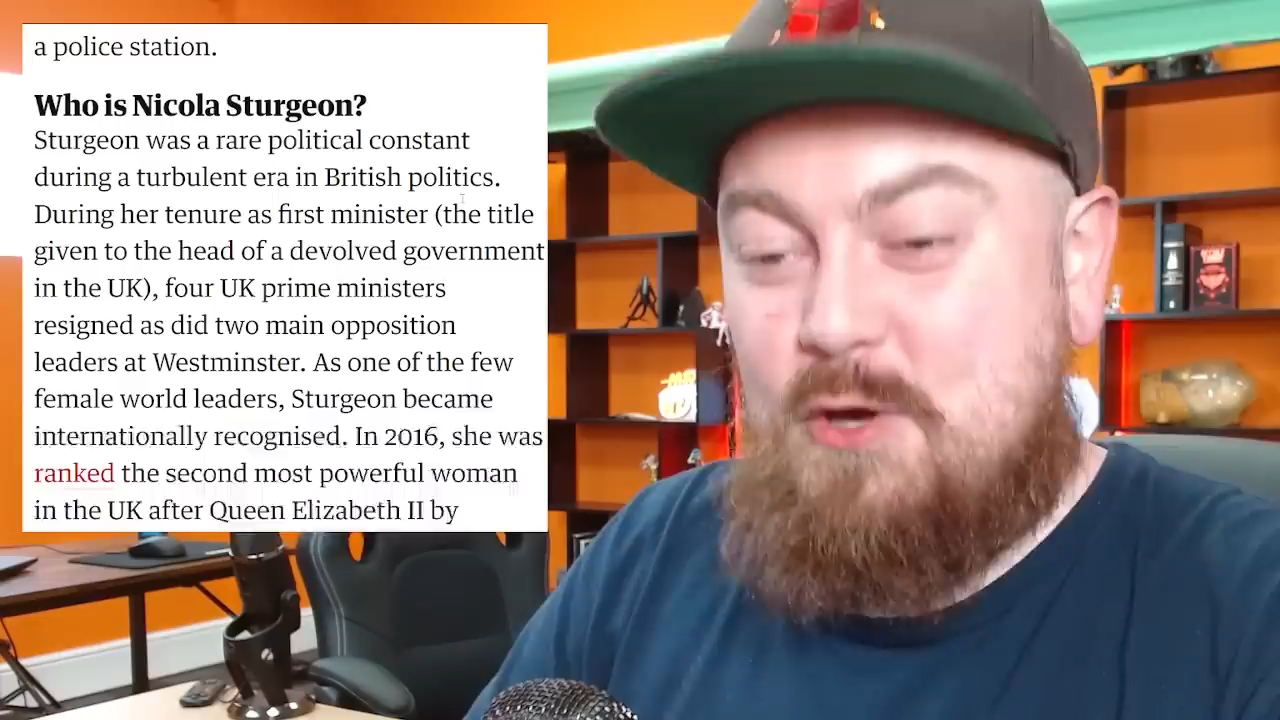 a police station.
Who is Nicola Sturgeon?
Sturgeon was a rare political constant
during a turbulent era in British politics.
During her tenure as first minister (the title
given to the head of a devolved government
in the UK), four UK prime ministers
resigned as did two main opposition
leaders at Westminster. As one of the few
female world leaders, Sturgeon became
internationally recognised. In 2016, she was
ranked the second most powerful woman
in the UK after Queen Elizabeth II by